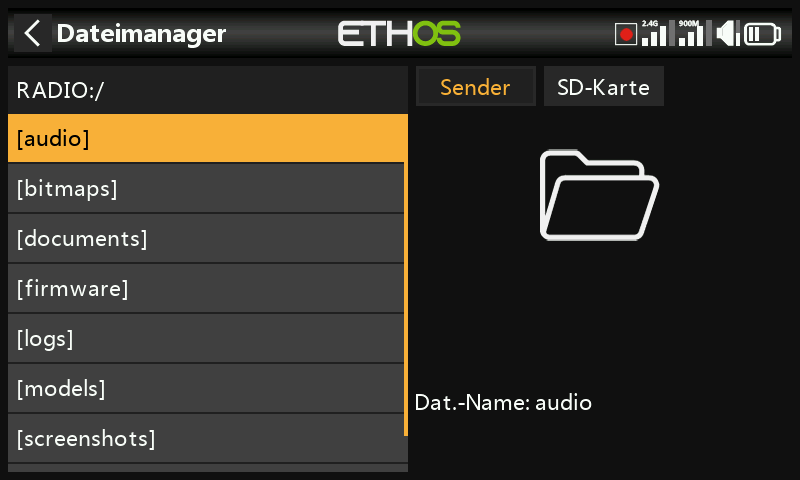 Dateimanager
ETHOS
2.4G
900M
RADIO:/
Sender
SD-Karte
[audio]
[bitmaps]
[documents]
[firmware]
[logs]
[models]
[screenshots]
Dat.-Name: audio